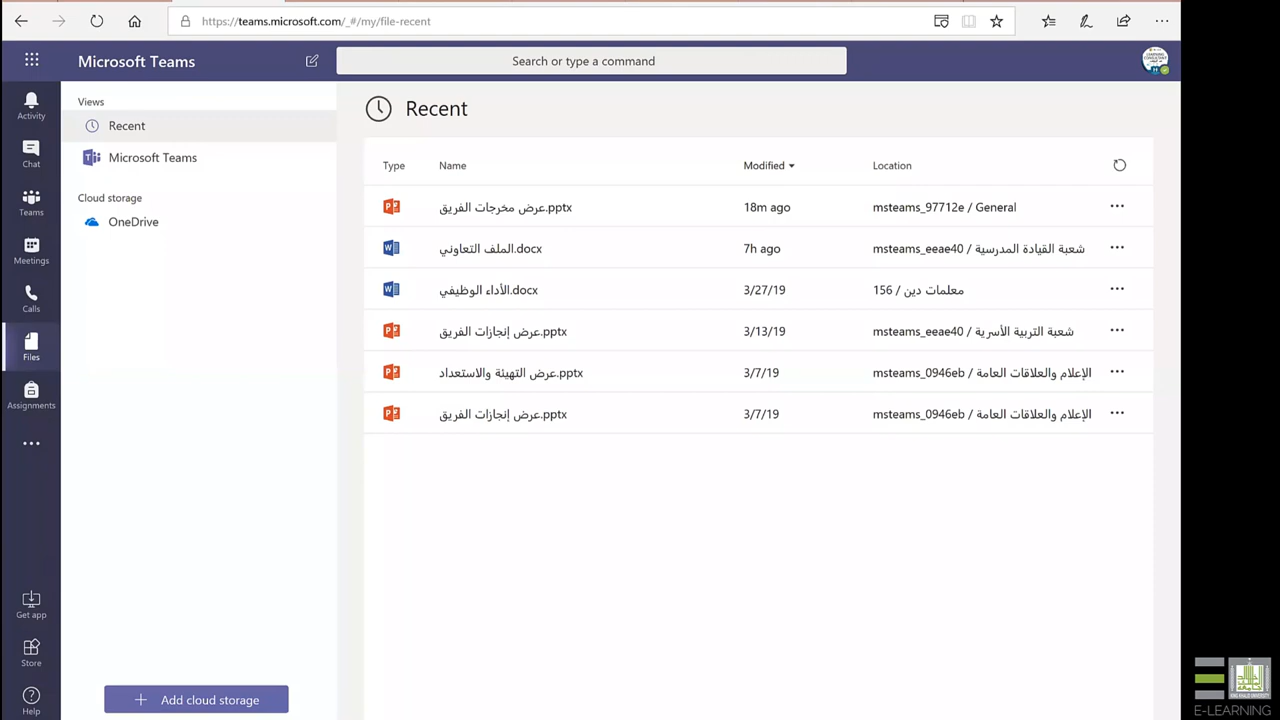 https://teams.microsoft.com/_#/my/file-recent
Microsoft Teams
Search or type a command
Activity
Chat
Teams
Meetings
Calls
Files
Assignments
Get app
Store
Help
Views
Recent
Microsoft Teams
Cloud storage
OneDrive
Add cloud storage
Recent
Type Name Modified Location
عرض مخرجات الفريق.pptx 18m ago msteams_97712e / General
الملف التعاوني.docx 7h ago msteams_eeae40 / شعبة القيادة المدرسية
الأداء الوظيفي.docx 3/27/19 156 / معلمات دين
عرض إنجازات الفريق.pptx 3/13/19 msteams_eeae40 / شعبة التربية الأسرية
عرض التهيئة والاستعداد.pptx 3/7/19 msteams_0946eb / الإعلام والعلاقات العامة
عرض إنجازات الفريق.pptx 3/7/19 msteams_0946eb / الإعلام والعلاقات العامة
KING KHALID UNIVERSITY
E-LEARNING